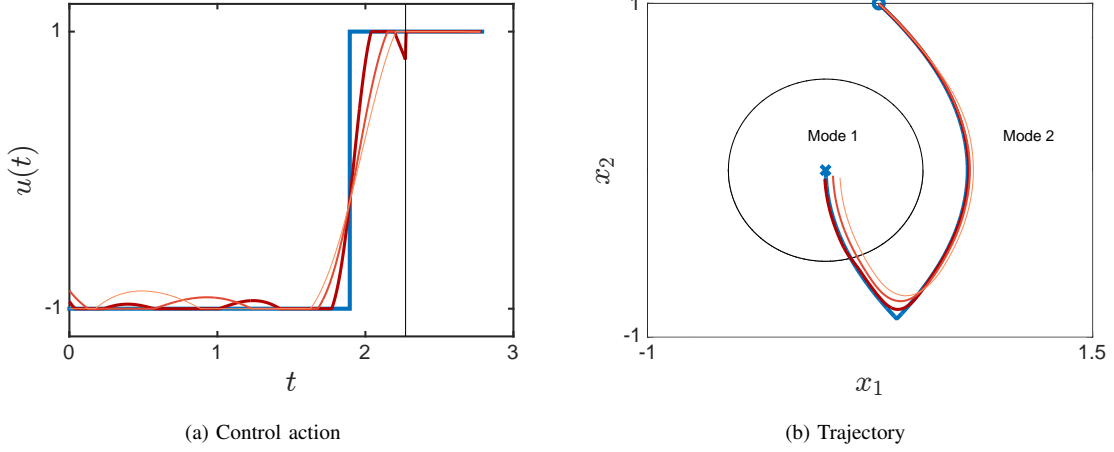 1
-1
0
1
2
3
u(t)
t
(a) Control action
1
-1
-1
1.5
x₂
x₁
Mode 1
Mode 2
(b) Trajectory